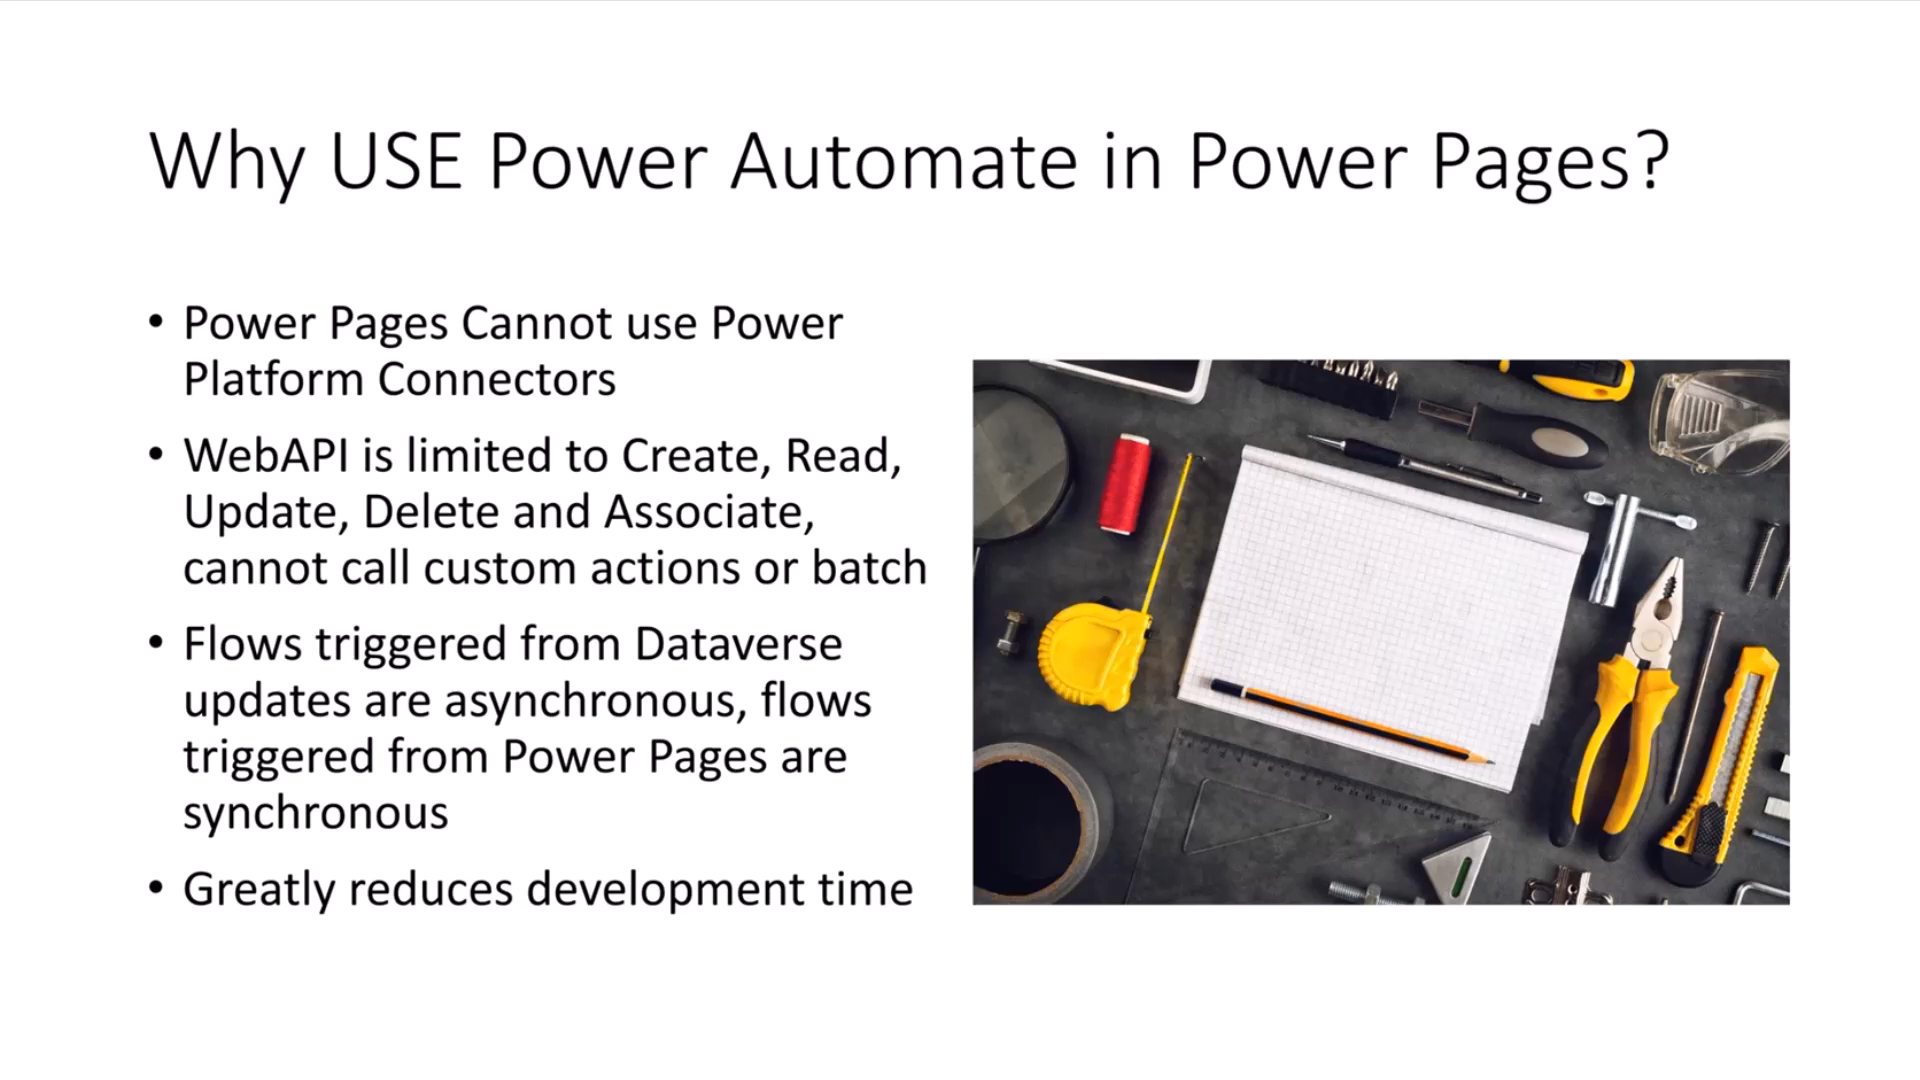 Why USE Power Automate in Power Pages?
• Power Pages Cannot use Power
Platform Connectors
• WebAPI is limited to Create, Read,
Update, Delete and Associate,
cannot call custom actions or batch
• Flows triggered from Dataverse
updates are asynchronous, flows
triggered from Power Pages are
synchronous
• Greatly reduces development time